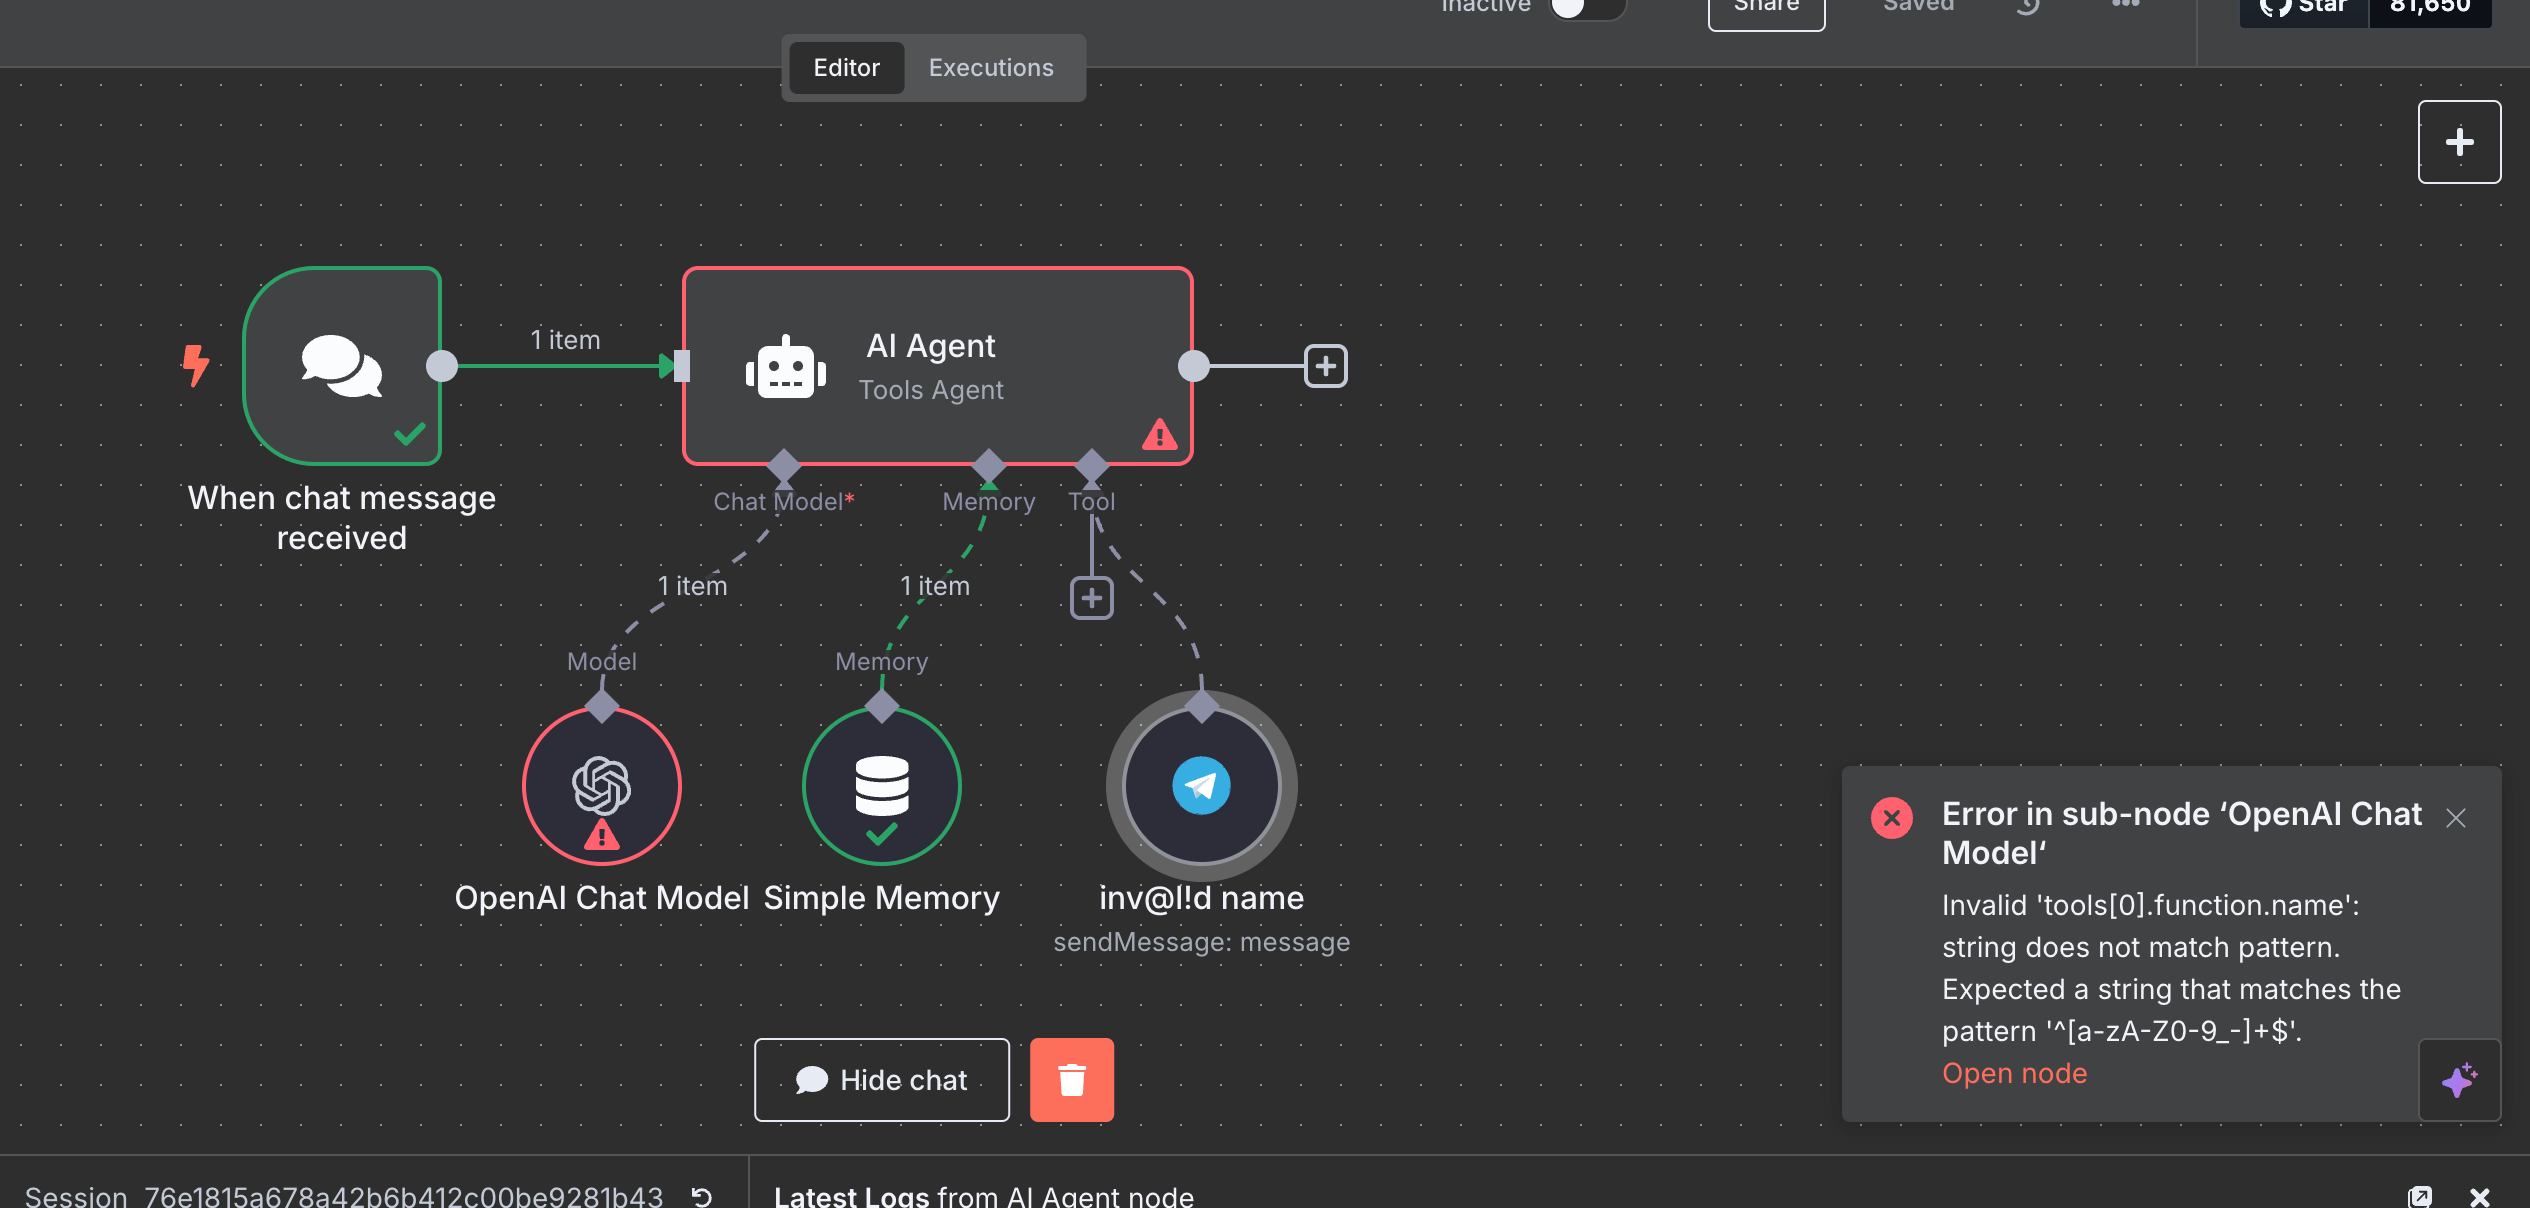 Inactive
Share
Saved
Star
81,650
Editor
Executions
1 item
AI Agent
Tools Agent
When chat message
received
Chat Model*
Memory
Tool
1 item
1 item
Model
Memory
OpenAI Chat Model
Simple Memory
inv@l!d name
sendMessage: message
Error in sub-node ‘OpenAI Chat
Model‘
Invalid 'tools[0].function.name':
string does not match pattern.
Expected a string that matches the
pattern '^[a-zA-Z0-9_-]+$'.
Open node
Hide chat
Session 76e1815a678a42b6b412c00be9281b43
Latest Logs from AI Agent node